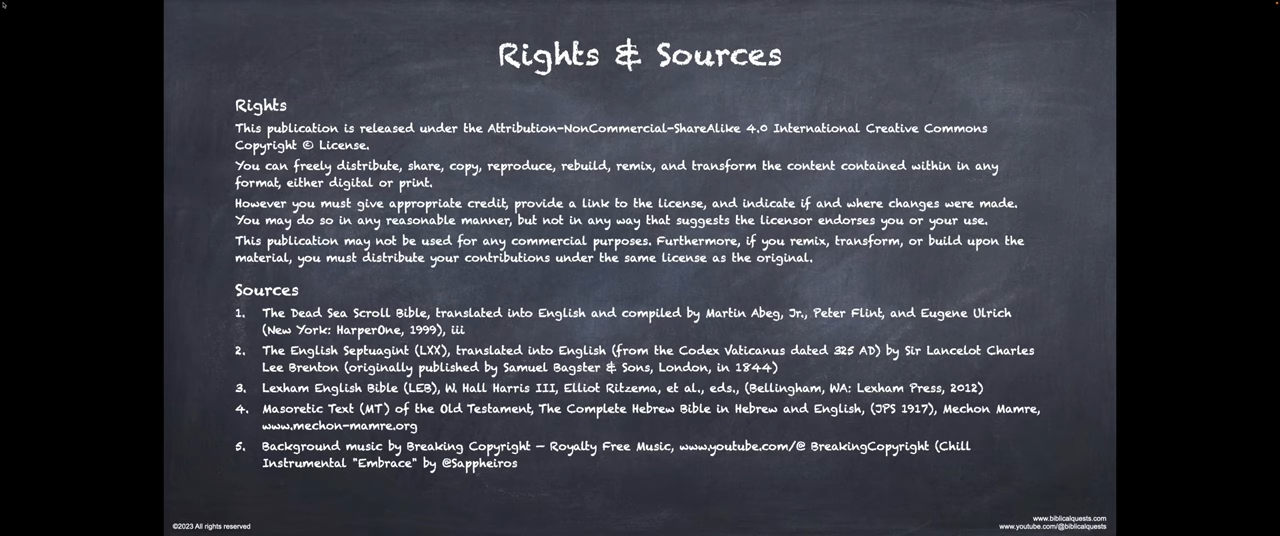 Rights & Sources
Rights
This publication is released under the Attribution-NonCommercial-ShareAlike 4.0 International Creative Commons
Copyright © License.
You can freely distribute, share, copy, reproduce, rebuild, remix, and transform the content contained within in any
format, either digital or print.
However you must give appropriate credit, provide a link to the license, and indicate if and where changes were made.
You may do so in any reasonable manner, but not in any way that suggests the licensor endorses you or your use.
This publication may not be used for any commercial purposes. Furthermore, if you remix, transform, or build upon the
material, you must distribute your contributions under the same license as the original.
Sources
1. The Dead Sea Scroll Bible, translated into English and compiled by Martin Abeg, Jr., Peter Flint, and Eugene Ulrich
(New York: HarperOne, 1999), iii
2. The English Septuagint (LXX), translated into English (from the Codex Vaticanus dated 325 AD) by Sir Lancelot Charles
Lee Brenton (originally published by Samuel Bagster & Sons, London, in 1844)
3. Lexham English Bible (LEB), W. Hall Harris III, Elliot Ritzema, et al., eds., (Bellingham, WA: Lexham Press, 2012)
4. Masoretic Text (MT) of the Old Testament, The Complete Hebrew Bible in Hebrew and English, (JPS 1917), Mechon Mamre,
www.mechon-mamre.org
5. Background music by Breaking Copyright — Royalty Free Music, www.youtube.com/@ BreakingCopyright (Chill
Instrumental "Embrace" by @Sappheiros
©2023 All rights reserved
www.biblicalquests.com
www.youtube.com/@biblicalquests